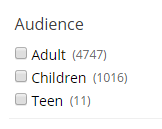 Audience
Adult (4747)
Children (1016)
Teen (11)